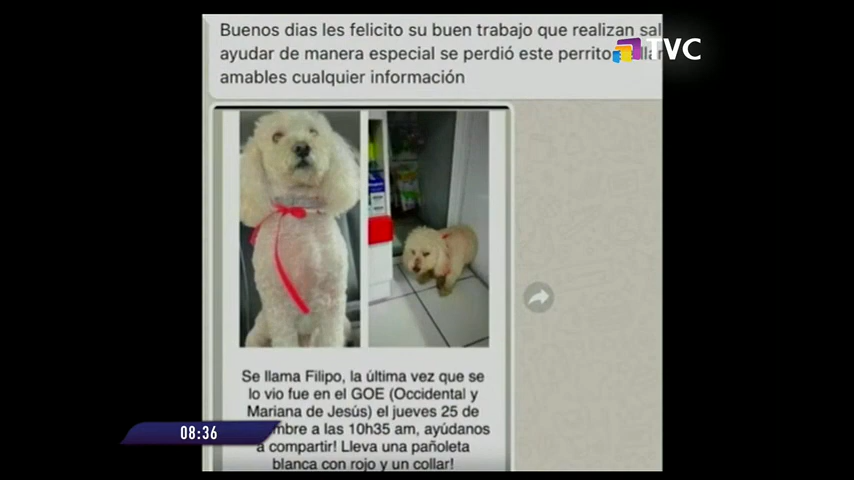 Buenos dias les felicito su buen trabajo que realizan
ayudar de manera especial se perdió este perrito
amables cualquier información
TVC
Se llama Filipo, la última vez que se
lo vio fue en el GOE (Occidental y
Mariana de Jesús) el jueves 25 de
mbre a las 10h35 am, ayúdanos
a compartir! Lleva una pañoleta
blanca con rojo y un collar!
08:36